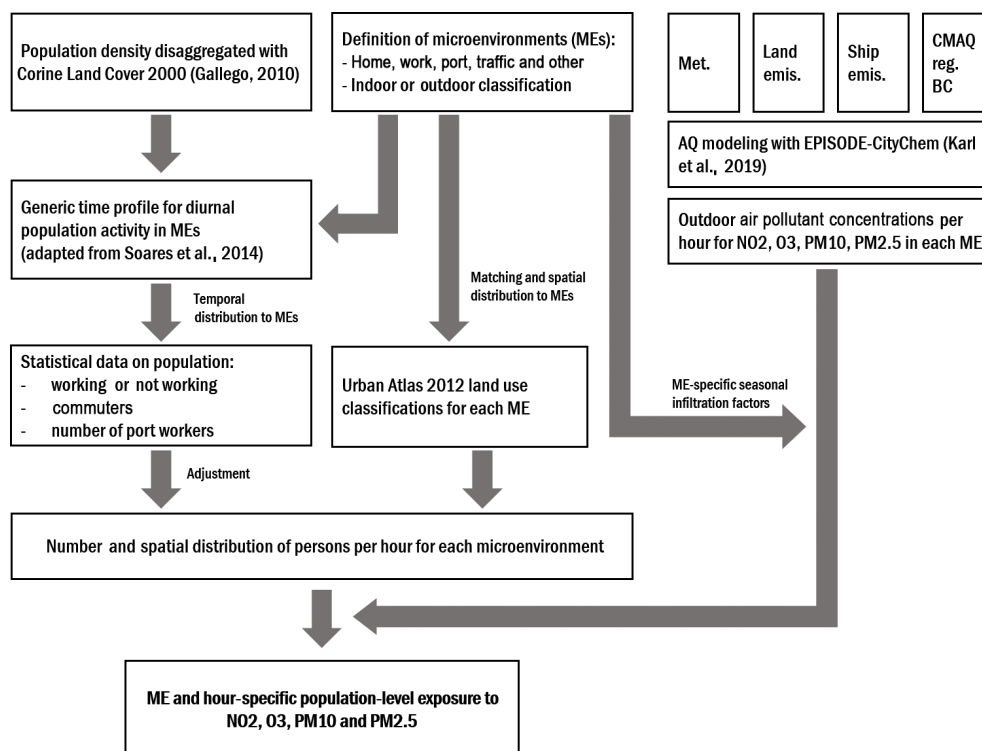 Population density disaggregated with
Corine Land Cover 2000 (Gallego, 2010)
Definition of microenvironments (MEs):
- Home, work, port, traffic and other
- Indoor or outdoor classification
Met.
Land
emis.
Ship
emis.
CMAQ
reg.
BC
AQ modeling with EPISODE-CityChem (Karl
et al., 2019)
Generic time profile for diurnal
population activity in MEs
(adapted from Soares et al., 2014)
Outdoor air pollutant concentrations per
hour for NO2, O3, PM10, PM2.5 in each ME
Temporal
distribution to MEs
Matching and spatial
distribution to MEs
Statistical data on population:
- working or not working
- commuters
- number of port workers
Urban Atlas 2012 land use
classifications for each ME
ME-specific seasonal
infiltration factors
Adjustment
Number and spatial distribution of persons per hour for each microenvironment
ME and hour-specific population-level exposure to
NO2, O3, PM10 and PM2.5